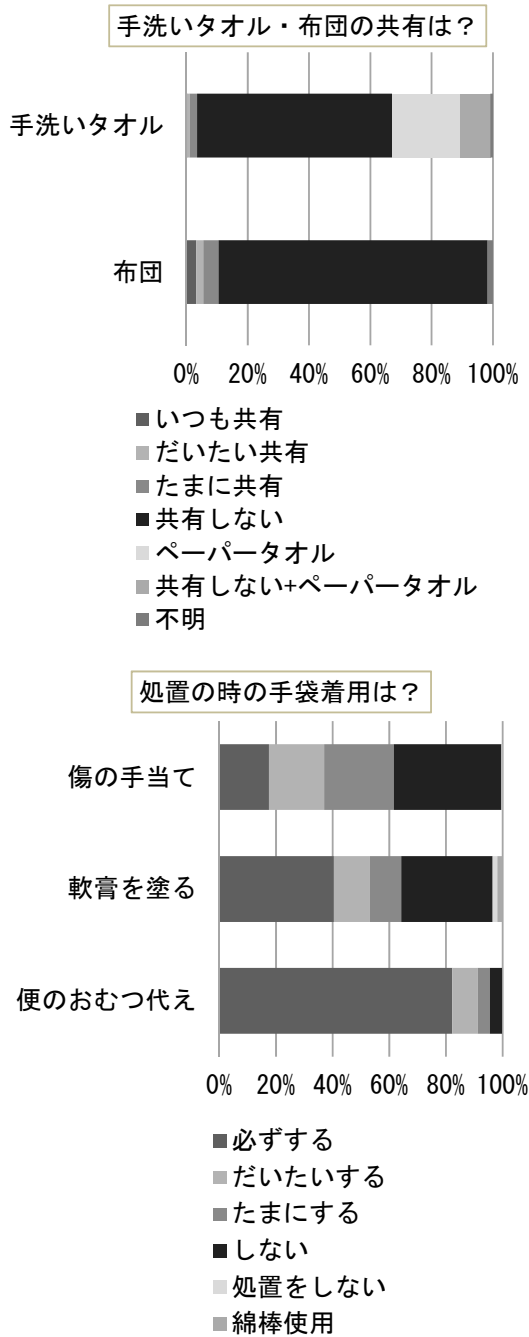 手洗いタオル・布団の共有は？
手洗いタオル
布団
0% 20% 40% 60% 80% 100%
いつも共有
だいたい共有
たまに共有
共有しない
ペーパータオル
共有しない+ペーパータオル
不明
処置の時の手袋着用は？
傷の手当て
軟膏を塗る
便のおむつ代え
0% 20% 40% 60% 80% 100%
必ずする
だいたいする
たまにする
しない
処置をしない
綿棒使用